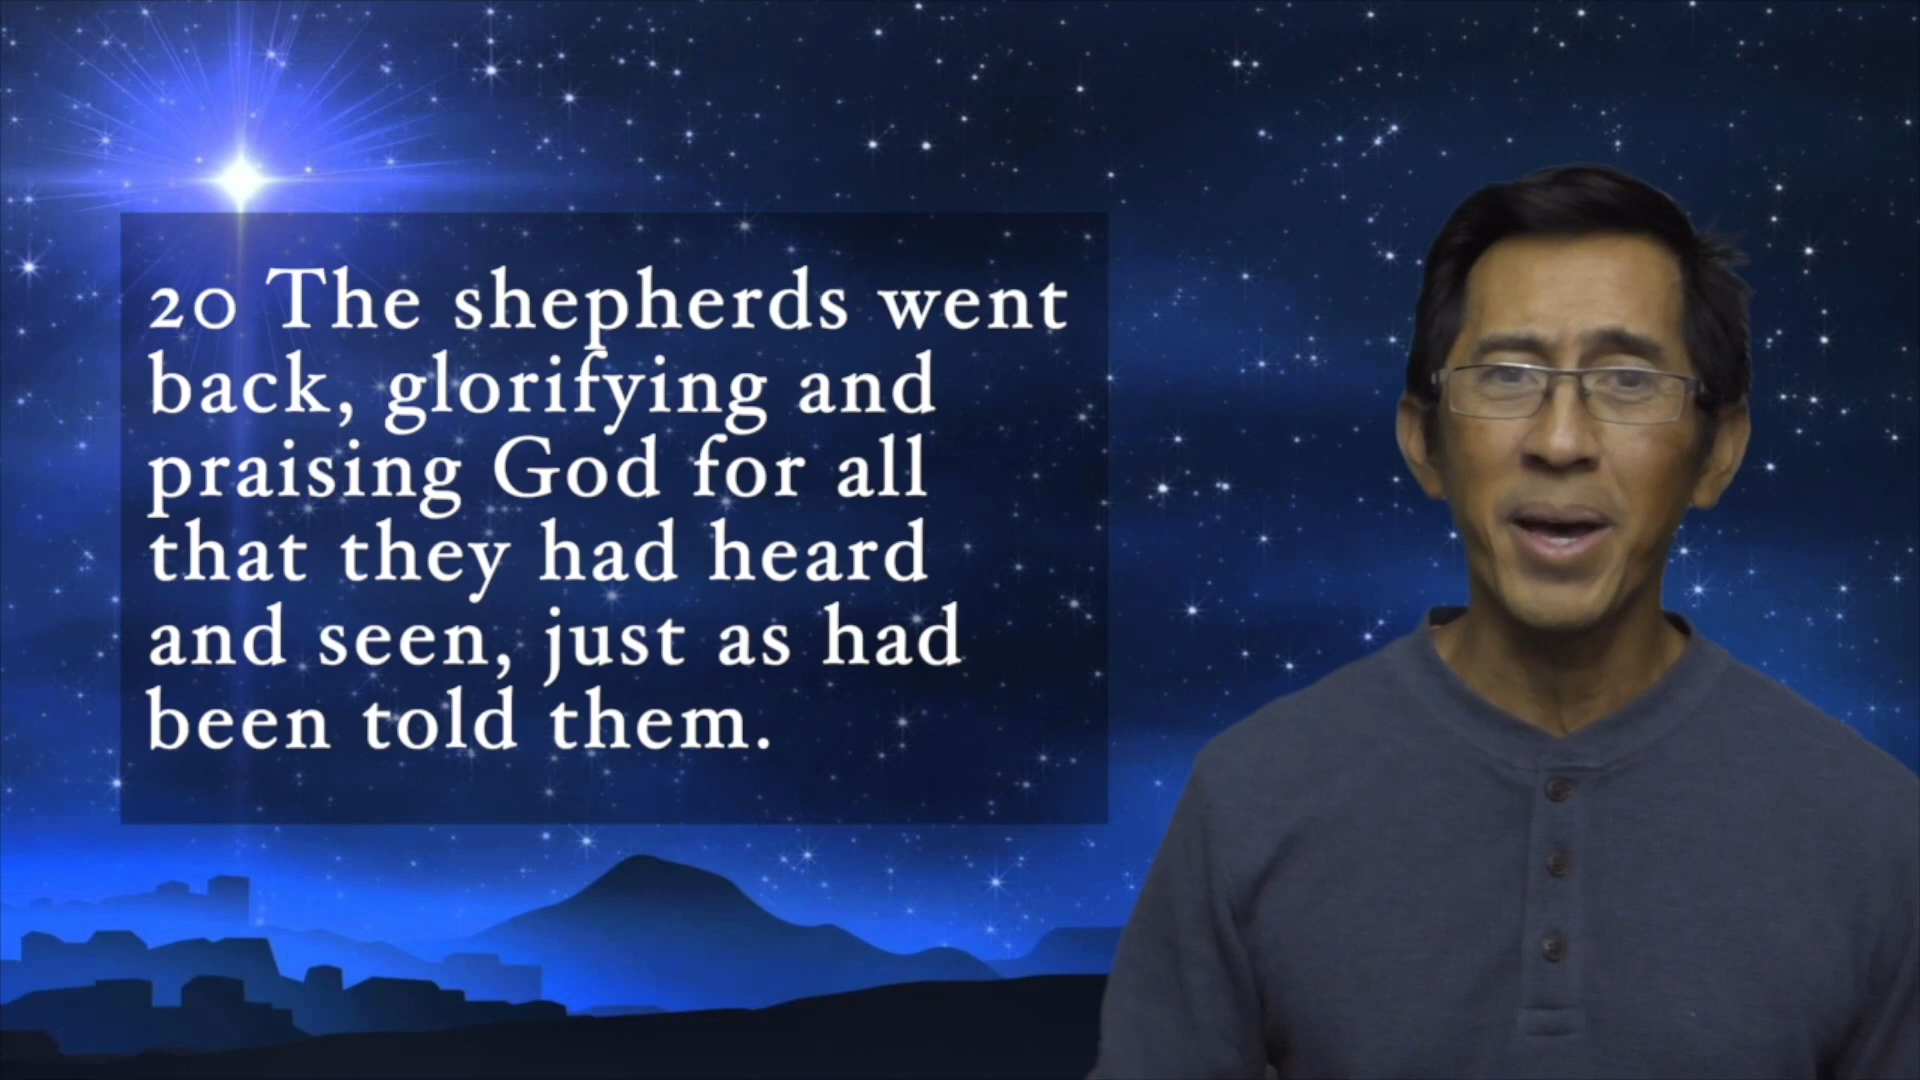 20 The shepherds went
back, glorifying and
praising God for all
that they had heard
and seen, just as had
been told them.